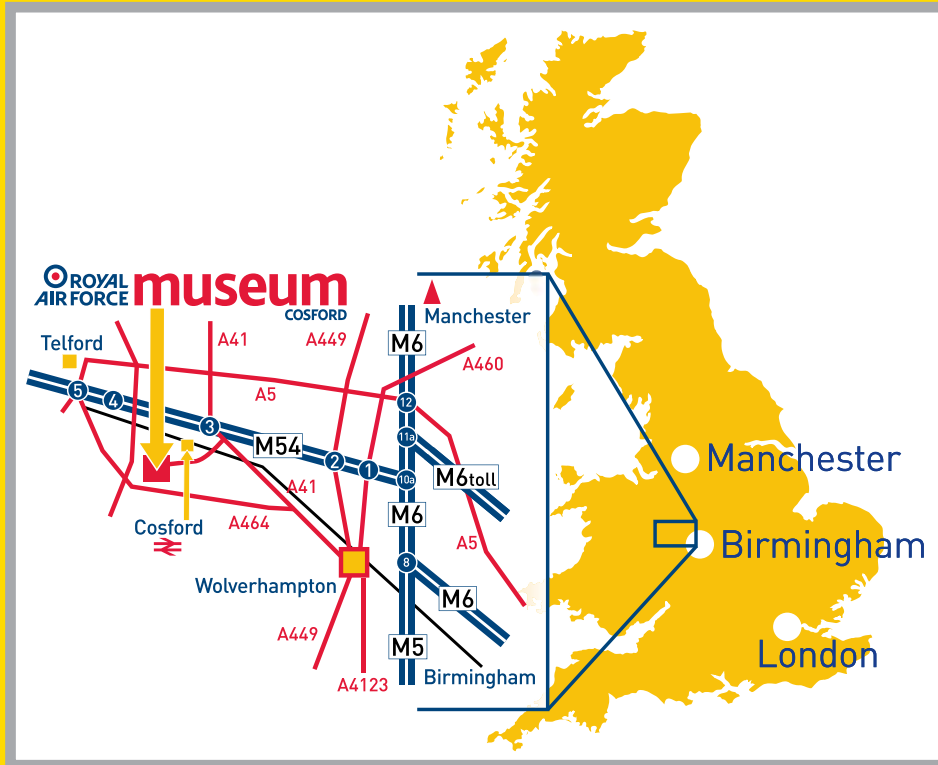 ROYAL
AIR FORCE
museum
COSFORD
Manchester
Telford
A41
A449
M6
A460
A5
5
4
3
12
11a
M54
2
1
10a
M6toll
A41
A464
Cosford
M6
A5
Wolverhampton
8
M6
A449
M5
A4123
Birmingham
Manchester
Birmingham
London